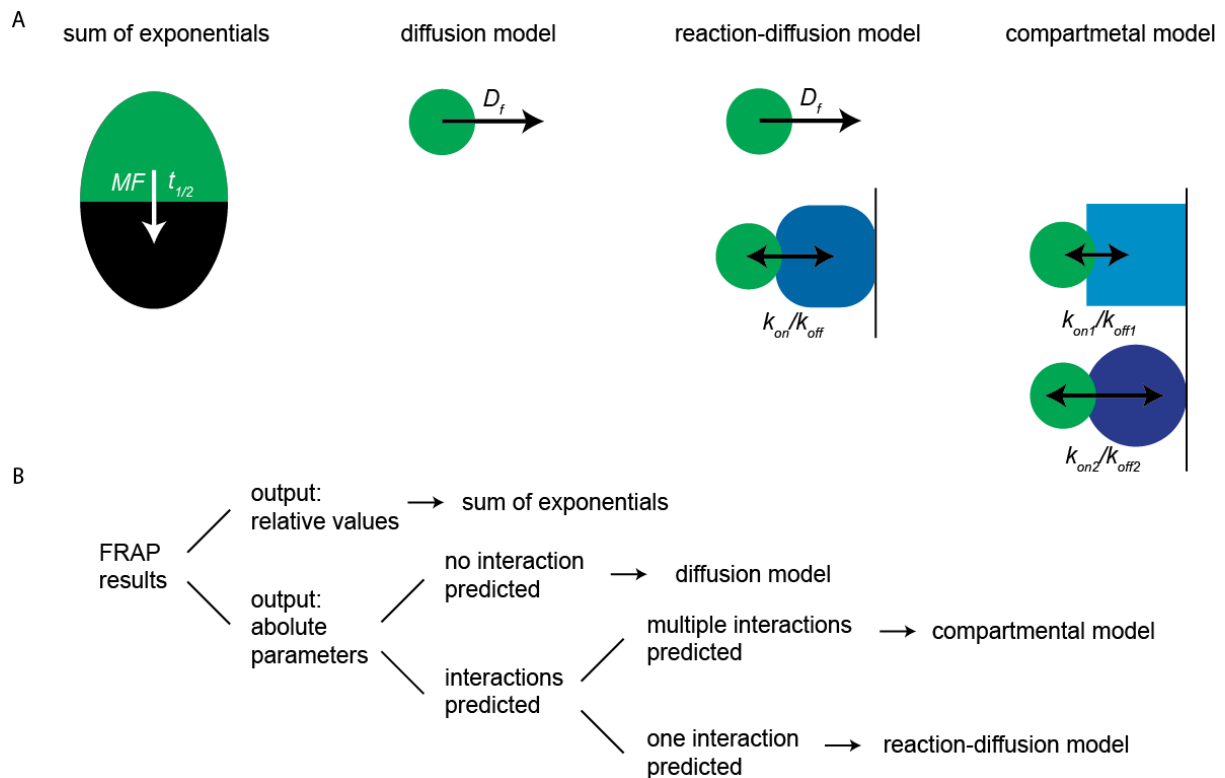 A
sum of exponentials
diffusion model
reaction-diffusion model
compartmetal model
MF t1/2
Df
Df
kon/koff
kon1/koff1
kon2/koff2
B
FRAP
results
output:
relative values
sum of exponentials
output:
abolute
parameters
no interaction
predicted
diffusion model
interactions
predicted
multiple interactions
predicted
compartmental model
one interaction
predicted
reaction-diffusion model